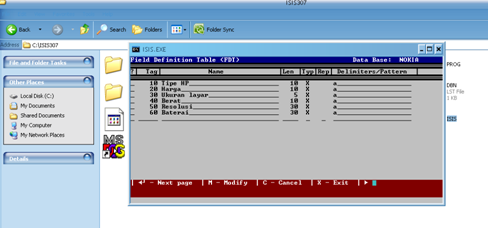 ISIS307
Back
Search
Folders
Folder Sync
Address
C:\ISIS307
File and Folder Tasks
Other Places
Local Disk (C:)
My Documents
Shared Documents
My Computer
My Network Places
Details
ISIS.EXE
Field Definition Table (FDT) Data Base: NOKIA
? Tag Name Len Typ Rep Delimiters/Pattern
10 Tipe HP 10 X a
20 Harga 10 X a
30 Ukuran layar 5 X a
40 Berat 10 X a
50 Resolusi 30 X a
60 Baterai 30 X a
- Next page | M - Modify | C - Cancel | X - Exit |
PROG
DBN
LST File
1 KB
ISIS
MS